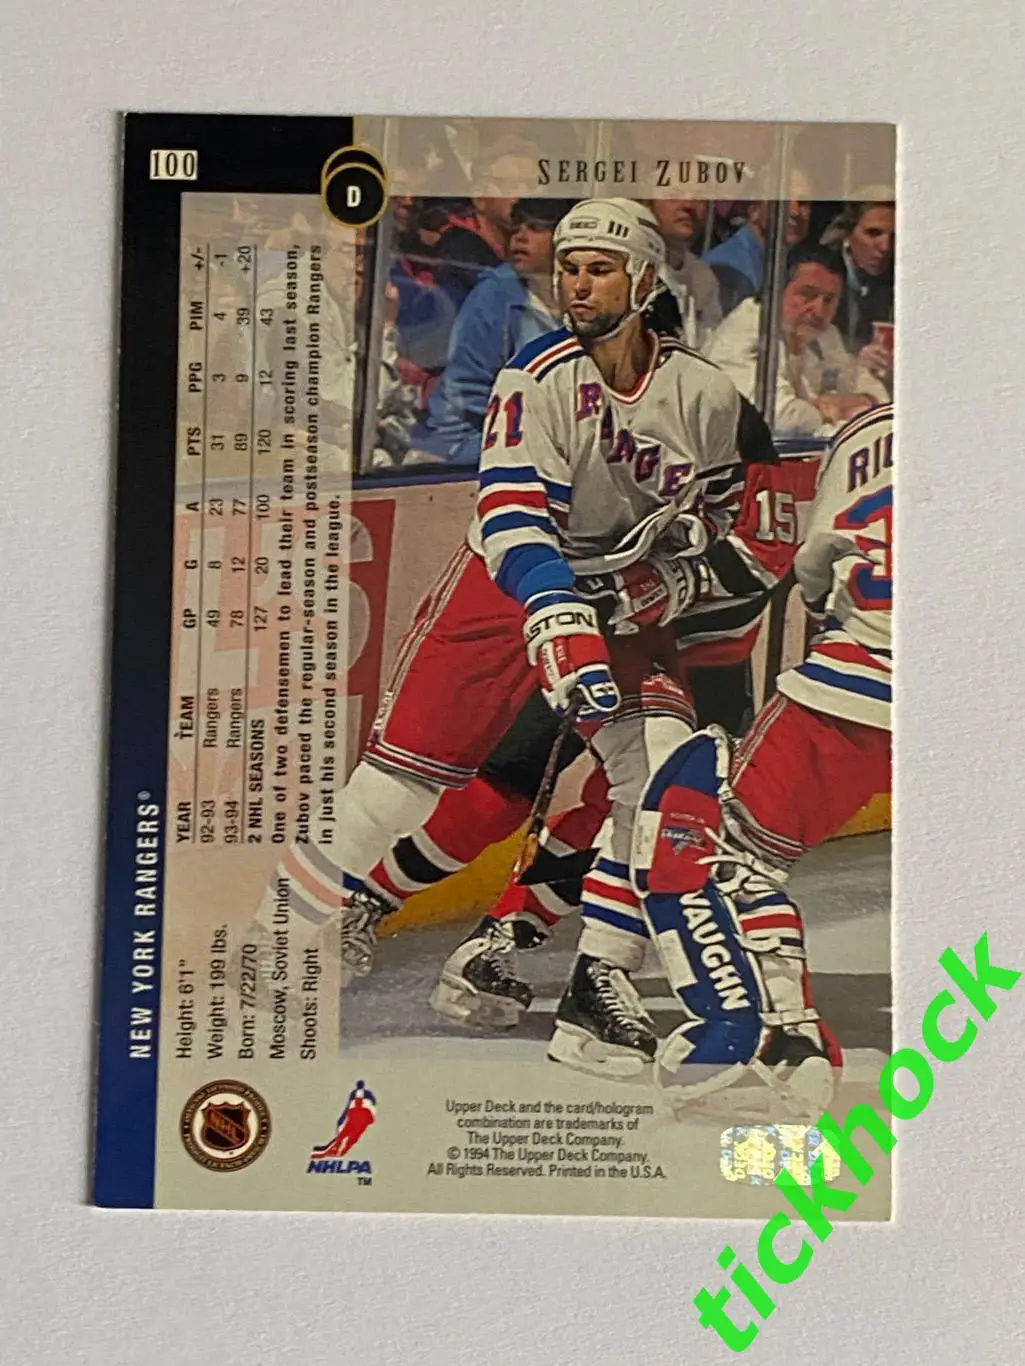 100
D
SERGEI ZUBOV
NEW YORK RANGERS®
Height: 6'1"
Weight: 199 lbs.
Born: 7/22/70
Moscow, Soviet Union
Shoots: Right
YEAR TEAM GP G A PTS PPG PIM +/-
92-93 Rangers 49 8 23 31 3 4 -1
93-94 Rangers 78 12 77 89 9 39 +20
2 NHL SEASONS 127 20 100 120 12 43
One of two defensemen to lead their team in scoring last season,
Zubov paced the regular-season and postseason champion Rangers
in just his second season in the league.
21
RANGE
15
RIC
EASTON
VAUGHN
NHL
NHLPA
TM
Upper Deck and the card/hologram
combination are trademarks of
The Upper Deck Company.
© 1994 The Upper Deck Company.
All Rights Reserved. Printed in the U.S.A.
tickhock